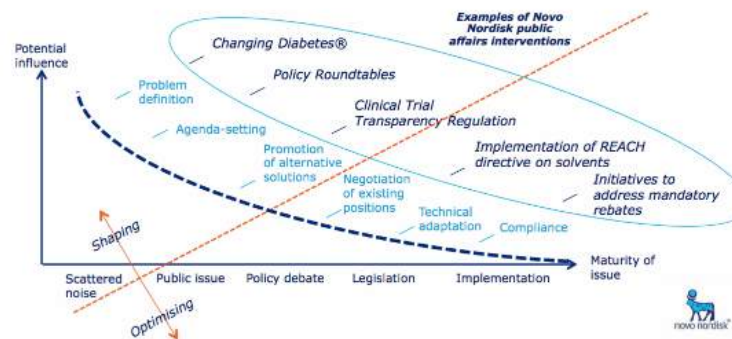 Examples of Novo
Nordisk public
affairs interventions
Potential
influence
Changing Diabetes®
Policy Roundtables
Problem
definition
Clinical Trial
Transparency Regulation
Agenda-setting
Promotion
of alternative
solutions
Implementation of REACH
directive on solvents
Negotiation
of existing
positions
Initiatives to
address mandatory
rebates
Technical
adaptation
Compliance
Shaping
Optimising
Maturity of
issue
Scattered
noise
Public issue
Policy debate
Legislation
Implementation
novo nordisk®